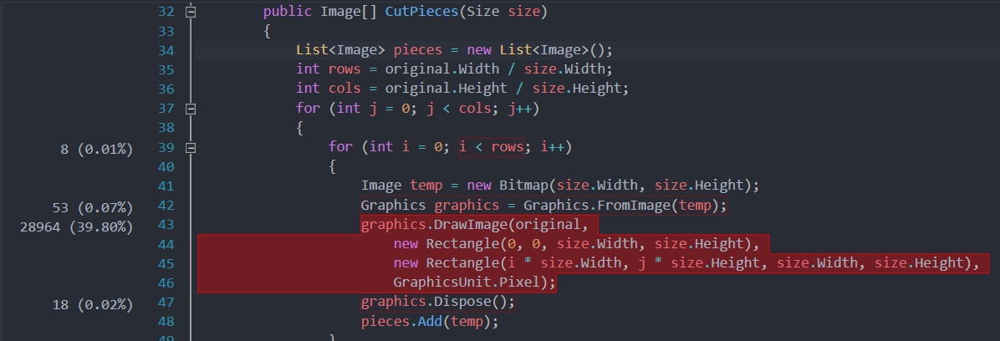 32 public Image[] CutPieces(Size size)
33 {
34 List<Image> pieces = new List<Image>();
35 int rows = original.Width / size.Width;
36 int cols = original.Height / size.Height;
37 for (int j = 0; j < cols; j++)
38 {
8 (0.01%) 39 for (int i = 0; i < rows; i++)
40 {
41 Image temp = new Bitmap(size.Width, size.Height);
53 (0.07%) 42 Graphics graphics = Graphics.FromImage(temp);
28964 (39.80%) 43 graphics.DrawImage(original,
44 new Rectangle(0, 0, size.Width, size.Height),
45 new Rectangle(i * size.Width, j * size.Height, size.Width, size.Height),
46 GraphicsUnit.Pixel);
18 (0.02%) 47 graphics.Dispose();
48 pieces.Add(temp);
49 }